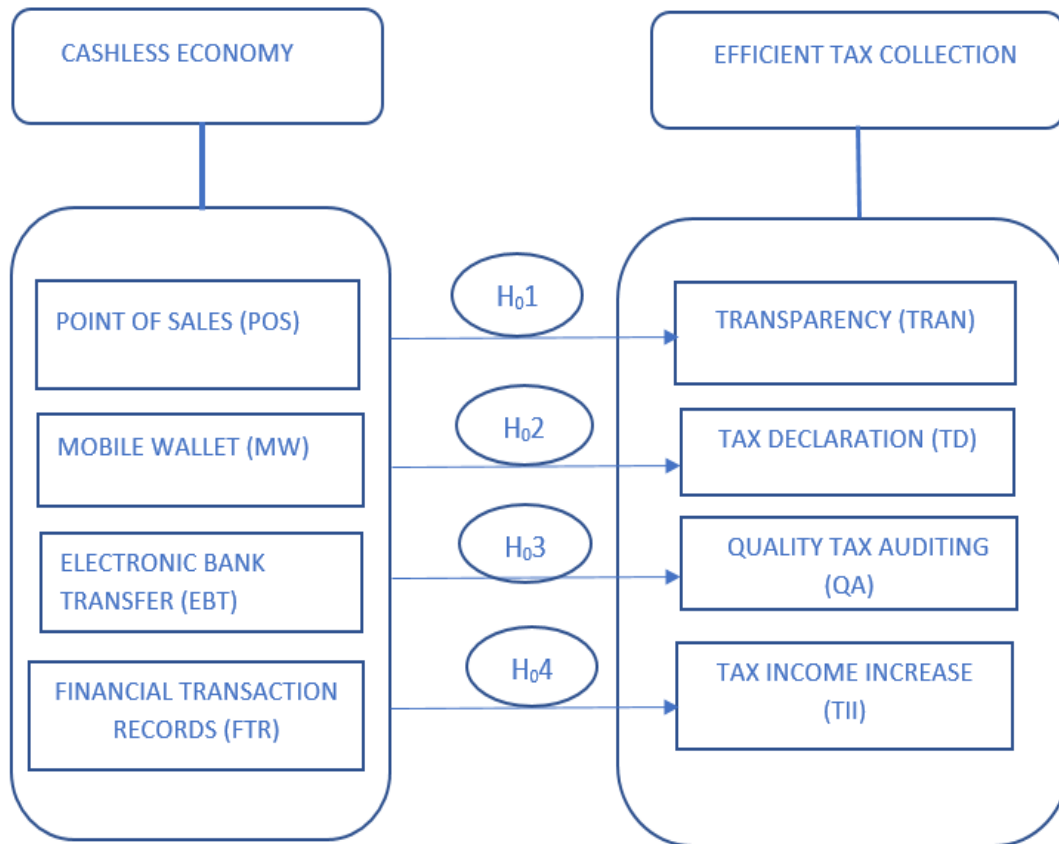 CASHLESS ECONOMY
EFFICIENT TAX COLLECTION
POINT OF SALES (POS)
H₀1
TRANSPARENCY (TRAN)
MOBILE WALLET (MW)
H₀2
TAX DECLARATION (TD)
ELECTRONIC BANK
TRANSFER (EBT)
H₀3
QUALITY TAX AUDITING
(QA)
FINANCIAL TRANSACTION
RECORDS (FTR)
H₀4
TAX INCOME INCREASE
(TII)